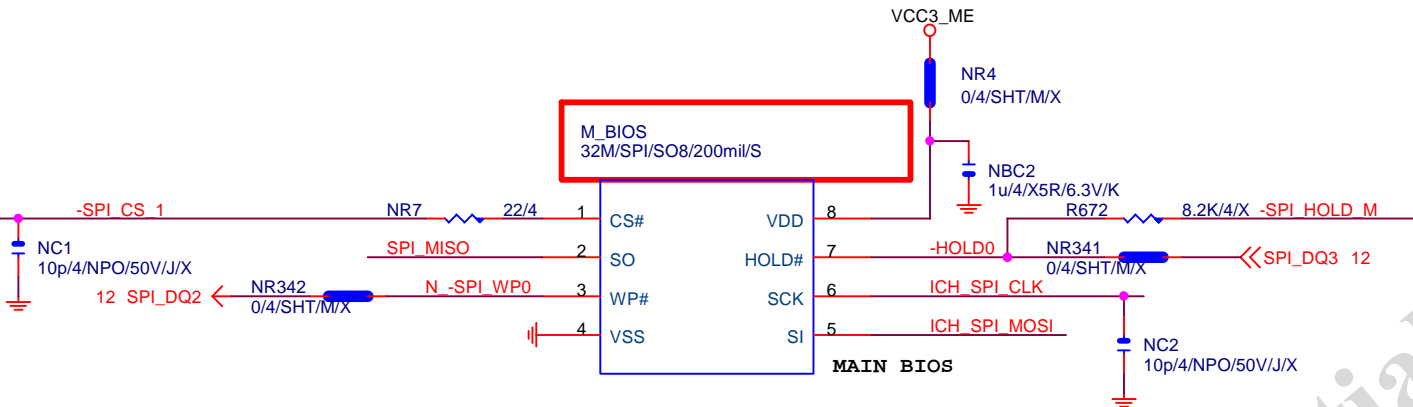 VCC3_ME
NR4
0/4/SHT/M/X
M_BIOS
32M/SPI/SO8/200mil/S
NBC2
1u/4/X5R/6.3V/K
-SPI_CS_1
NR7
22/4
1
CS#
VDD
8
R672
8.2K/4/X
-SPI_HOLD_M
NC1
10p/4/NPO/50V/J/X
SPI_MISO
2
SO
HOLD#
7
-HOLD0
NR341
0/4/SHT/M/X
SPI_DQ3 12
12 SPI_DQ2
NR342
0/4/SHT/M/X
N_-SPI_WP0
3
WP#
SCK
6
ICH_SPI_CLK
4
VSS
SI
5
ICH_SPI_MOSI
MAIN BIOS
NC2
10p/4/NPO/50V/J/X